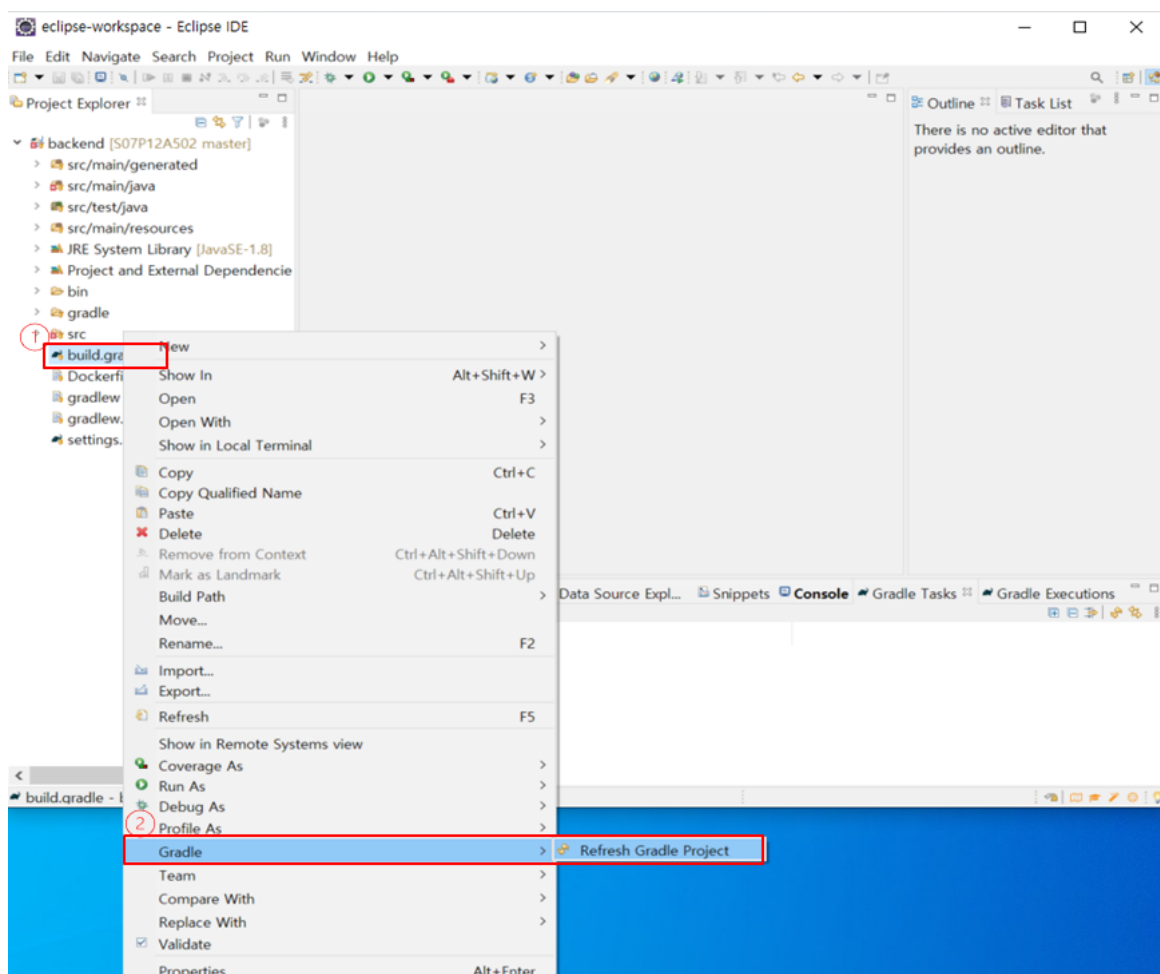 eclipse-workspace - Eclipse IDE
File Edit Navigate Search Project Run Window Help
Project Explorer
Outline Task List
There is no active editor that
provides an outline.
backend [S07P12A502 master]
src/main/generated
src/main/java
src/test/java
src/main/resources
JRE System Library [JavaSE-1.8]
Project and External Dependencie
bin
gradle
1 src
build.gra
Dockerfi
gradlew
gradlew.
settings.
New
Show In Alt+Shift+W
Open F3
Open With
Show in Local Terminal
Copy Ctrl+C
Copy Qualified Name
Paste Ctrl+V
Delete Delete
Remove from Context Ctrl+Alt+Shift+Down
Mark as Landmark Ctrl+Alt+Shift+Up
Build Path
Move...
Rename... F2
Import...
Export...
Refresh F5
Show in Remote Systems view
Coverage As
Run As
Debug As
2 Profile As
Gradle Refresh Gradle Project
Team
Compare With
Replace With
Validate
Properties Alt+Enter
Data Source Expl... Snippets Console Gradle Tasks Gradle Executions
build.gradle -